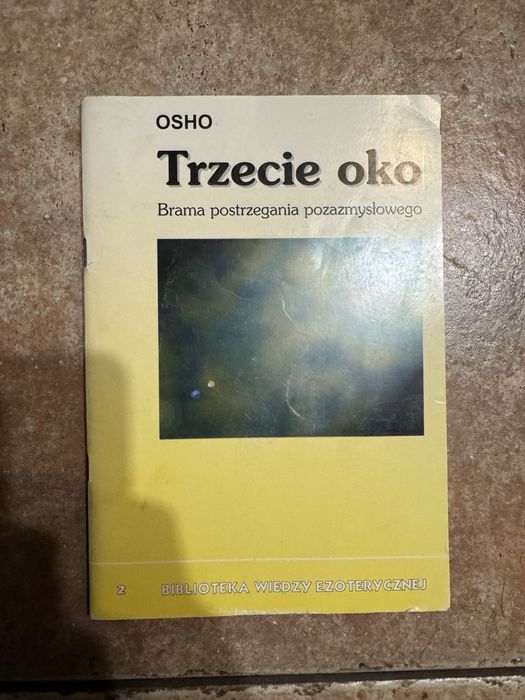 OSHO
Trzecie oko
Brama postrzegania pozazmysłowego
2 BIBLIOTEKA WIEDZY EZOTERYCZNEJ